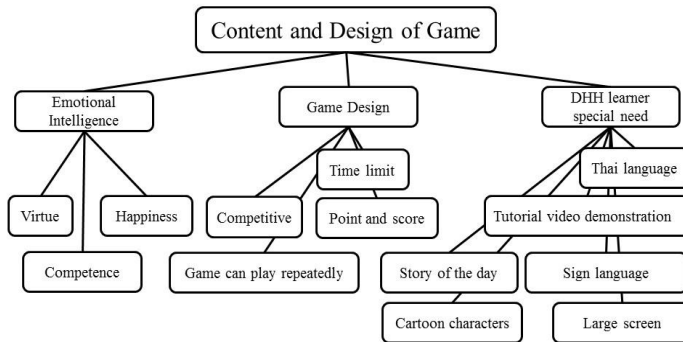 Content and Design of Game
Emotional
Intelligence
Game Design
DHH learner
special need
Time limit
Thai language
Virtue
Happiness
Competitive
Point and score
Tutorial video demonstration
Competence
Game can play repeatedly
Story of the day
Sign language
Cartoon characters
Large screen